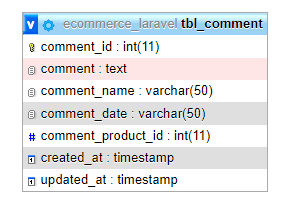 v ecommerce_laravel tbl_comment
comment_id : int(11)
comment : text
comment_name : varchar(50)
comment_date : varchar(50)
# comment_product_id : int(11)
created_at : timestamp
updated_at : timestamp